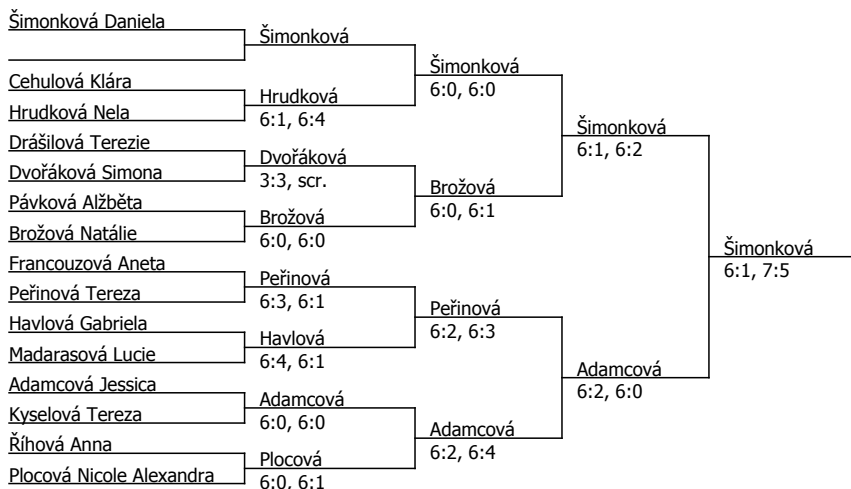 Šimonková Daniela
Cehulová Klára
Hrudková Nela
Drášilová Terezie
Dvořáková Simona
Pávková Alžběta
Brožová Natálie
Francouzová Aneta
Peřinová Tereza
Havlová Gabriela
Madarasová Lucie
Adamcová Jessica
Kyselová Tereza
Říhová Anna
Plocová Nicole Alexandra
Šimonková
Hrudková
6:1, 6:4
Dvořáková
3:3, scr.
Brožová
6:0, 6:0
Peřinová
6:3, 6:1
Havlová
6:4, 6:1
Adamcová
6:0, 6:0
Plocová
6:0, 6:1
Šimonková
6:0, 6:0
Brožová
6:0, 6:1
Peřinová
6:2, 6:3
Adamcová
6:2, 6:4
Šimonková
6:1, 6:2
Adamcová
6:2, 6:0
Šimonková
6:1, 7:5